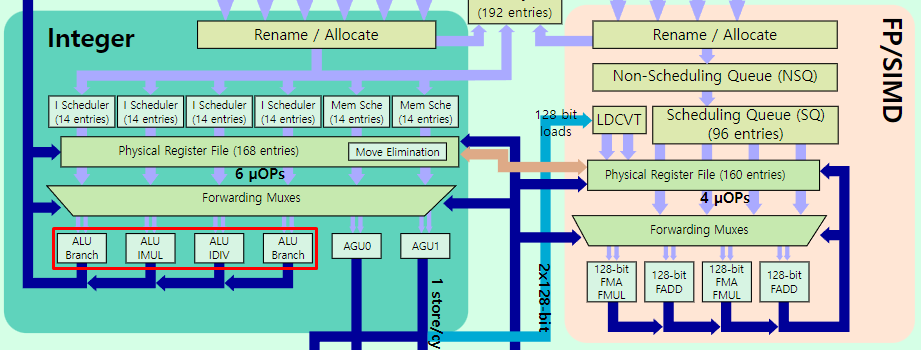 (192 entries)
Integer
Rename / Allocate
I Scheduler
(14 entries)
I Scheduler
(14 entries)
I Scheduler
(14 entries)
I Scheduler
(14 entries)
Mem Sche
(14 entries)
Mem Sche
(14 entries)
Physical Register File (168 entries)
Move Elimination
6 μOPs
Forwarding Muxes
ALU
Branch
ALU
IMUL
ALU
IDIV
ALU
Branch
AGU0
AGU1
1 store/cy
2x128-bit
128 bit
loads
FP/SIMD
Rename / Allocate
Non-Scheduling Queue (NSQ)
LDCVT
Scheduling Queue (SQ)
(96 entries)
Physical Register File (160 entries)
4 μOPs
Forwarding Muxes
128-bit
FMA
FMUL
128-bit
FADD
128-bit
FMA
FMUL
128-bit
FADD